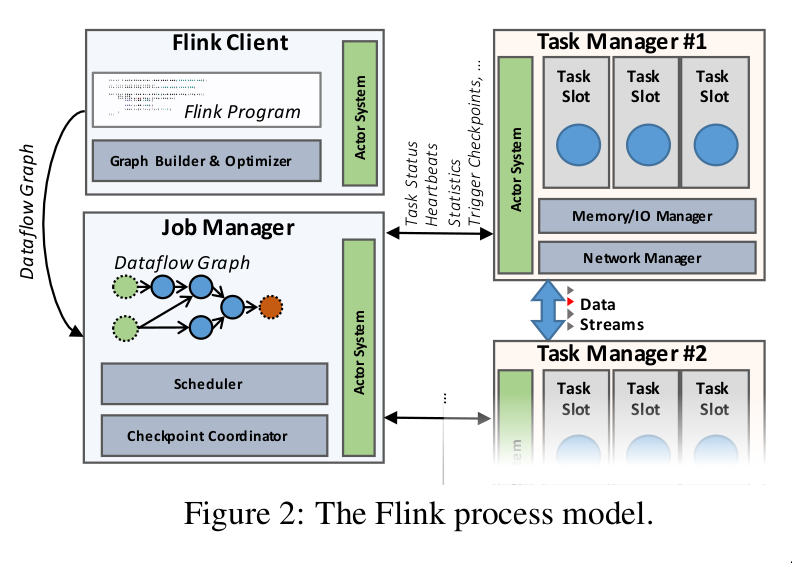 Flink Client
Flink Program
Graph Builder & Optimizer
Actor System
Dataflow Graph
Job Manager
Dataflow Graph
Scheduler
Checkpoint Coordinator
Actor System
Task Status
Heartbeats
Statistics
Trigger Checkpoints, ...
...
Task Manager #1
Actor System
Task Slot
Task Slot
Task Slot
Memory/IO Manager
Network Manager
Data
Streams
Task Manager #2
Task Slot
Task Slot
Task Slot
Figure 2: The Flink process model.